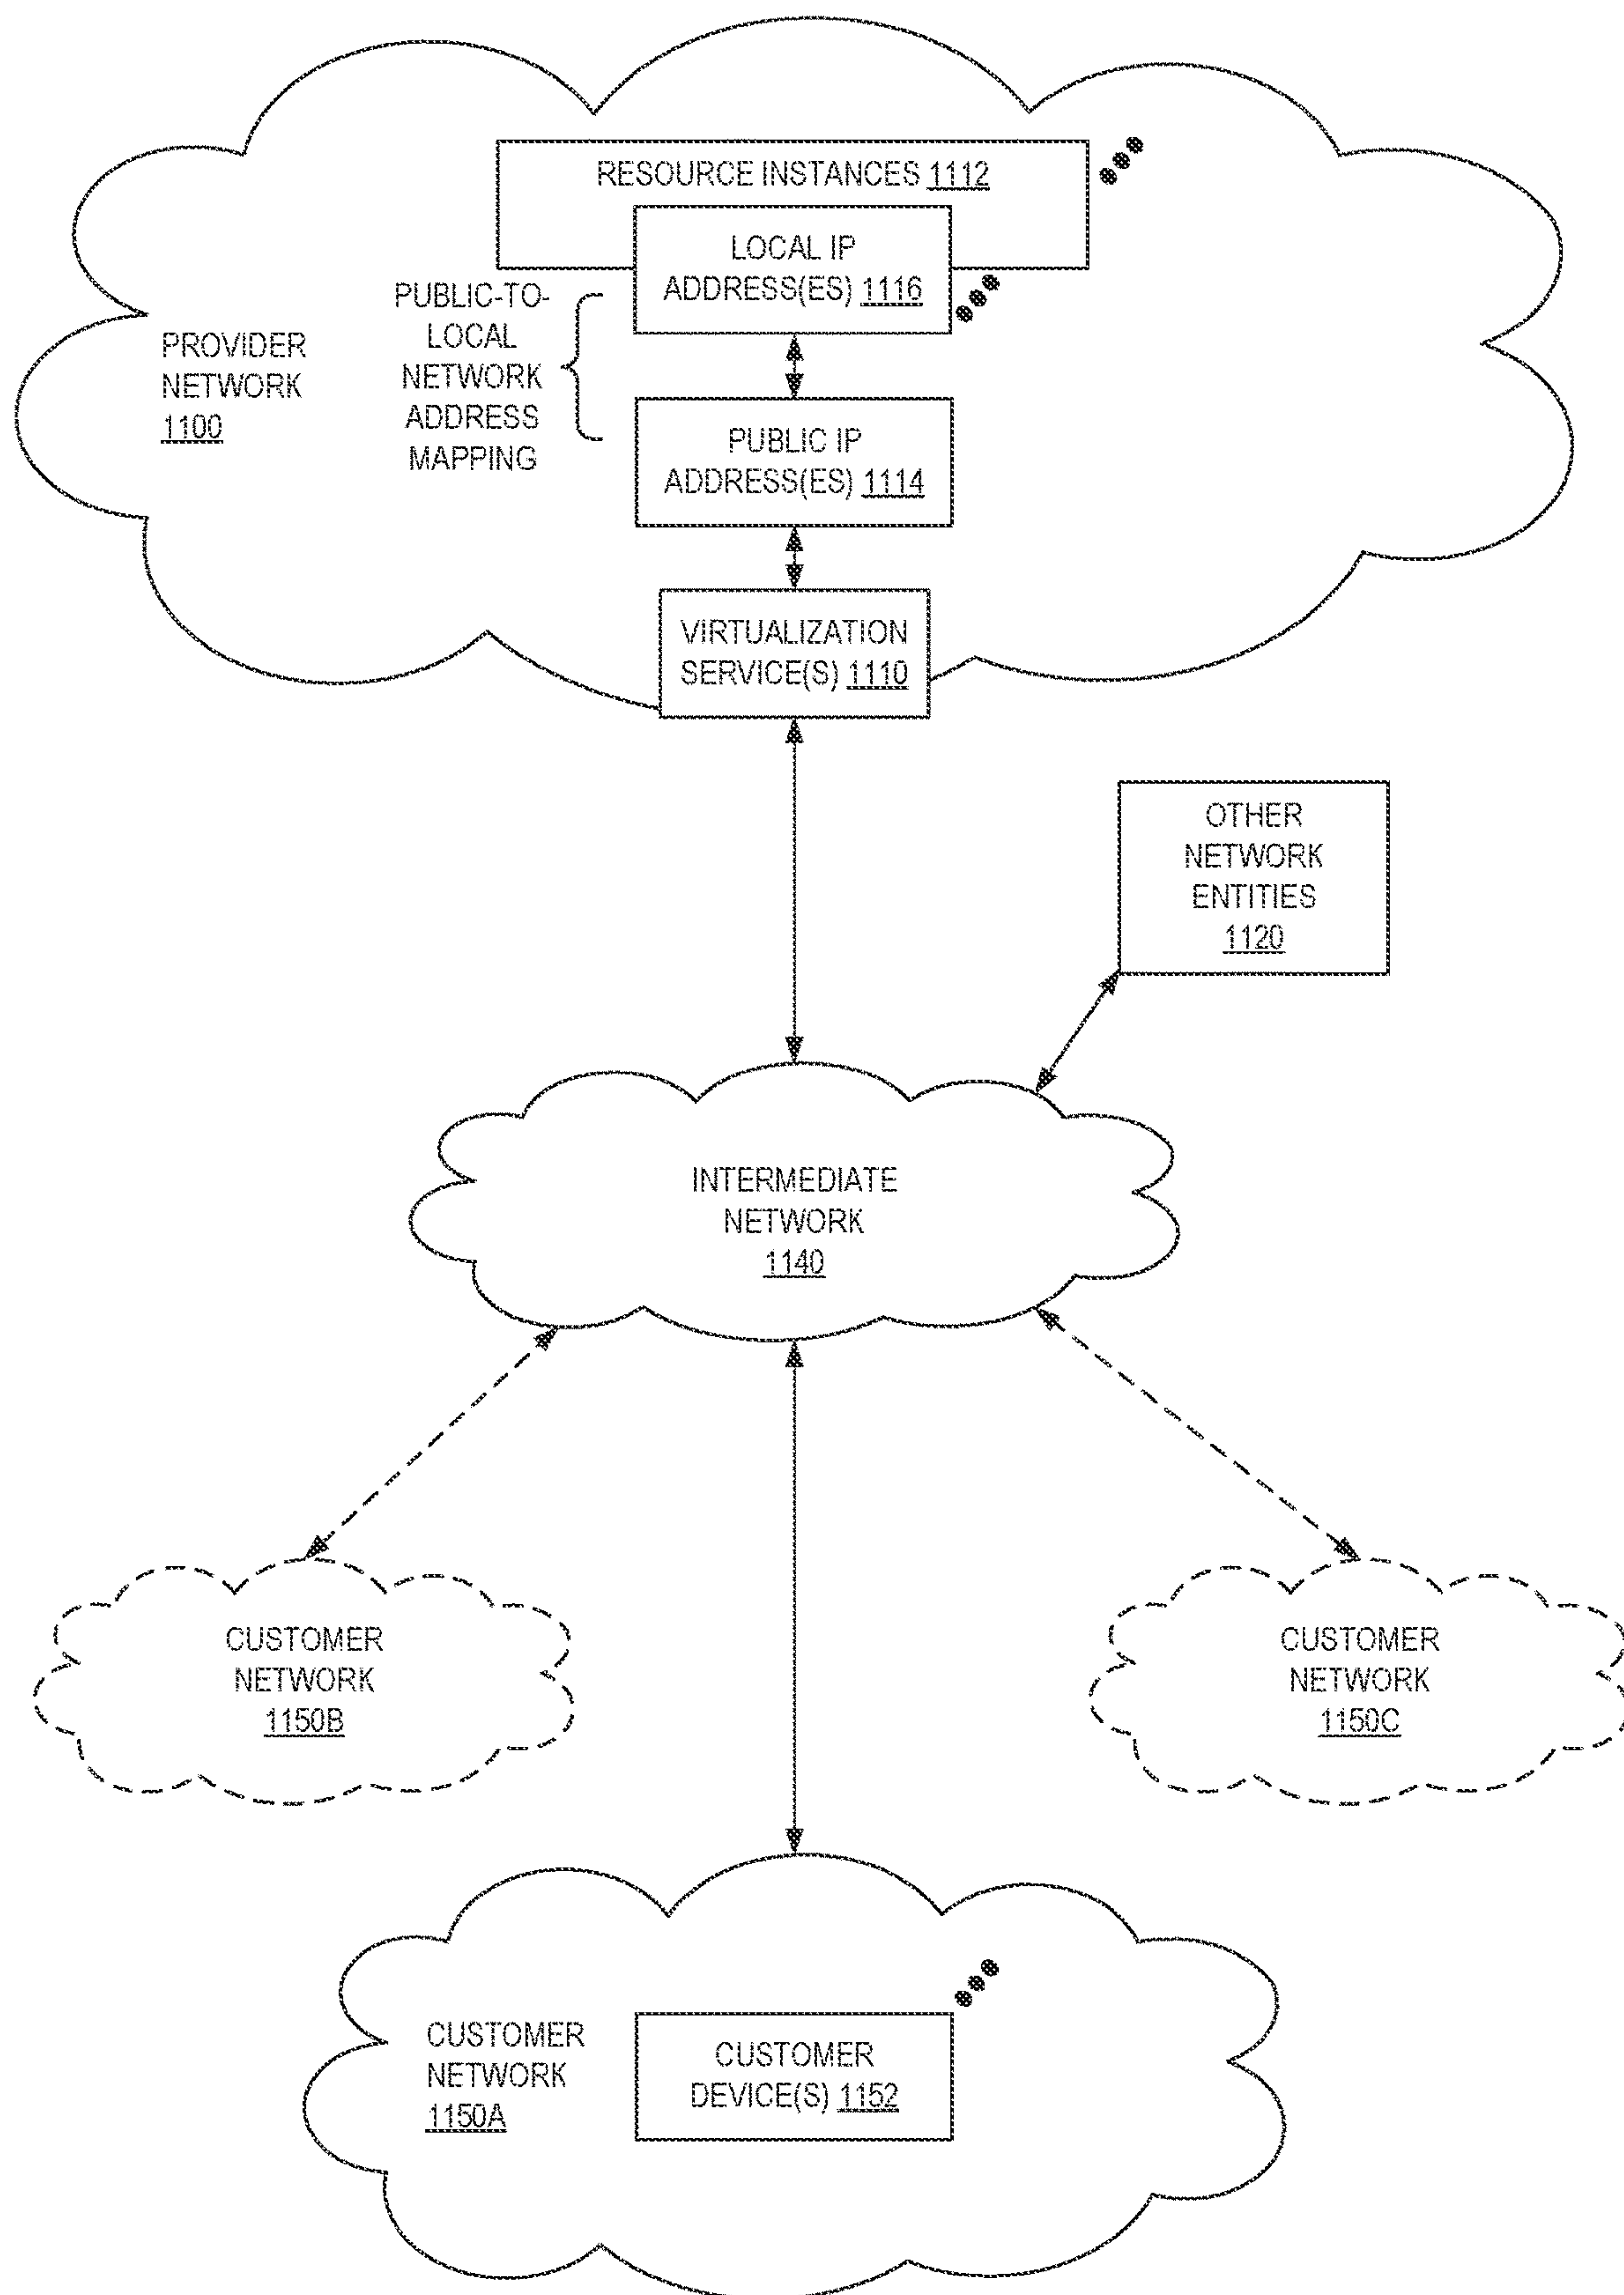 RESOURCE INSTANCES 1112
LOCAL IP
ADDRESS(ES) 1116
PUBLIC-TO-
LOCAL
NETWORK
ADDRESS
MAPPING
PROVIDER
NETWORK
1100
PUBLIC IP
ADDRESS(ES) 1114
VIRTUALIZATION
SERVICE(S) 1110
OTHER
NETWORK
ENTITIES
1120
INTERMEDIATE
NETWORK
1140
CUSTOMER
NETWORK
1150B
CUSTOMER
NETWORK
1150C
CUSTOMER
NETWORK
1150A
CUSTOMER
DEVICE(S) 1152